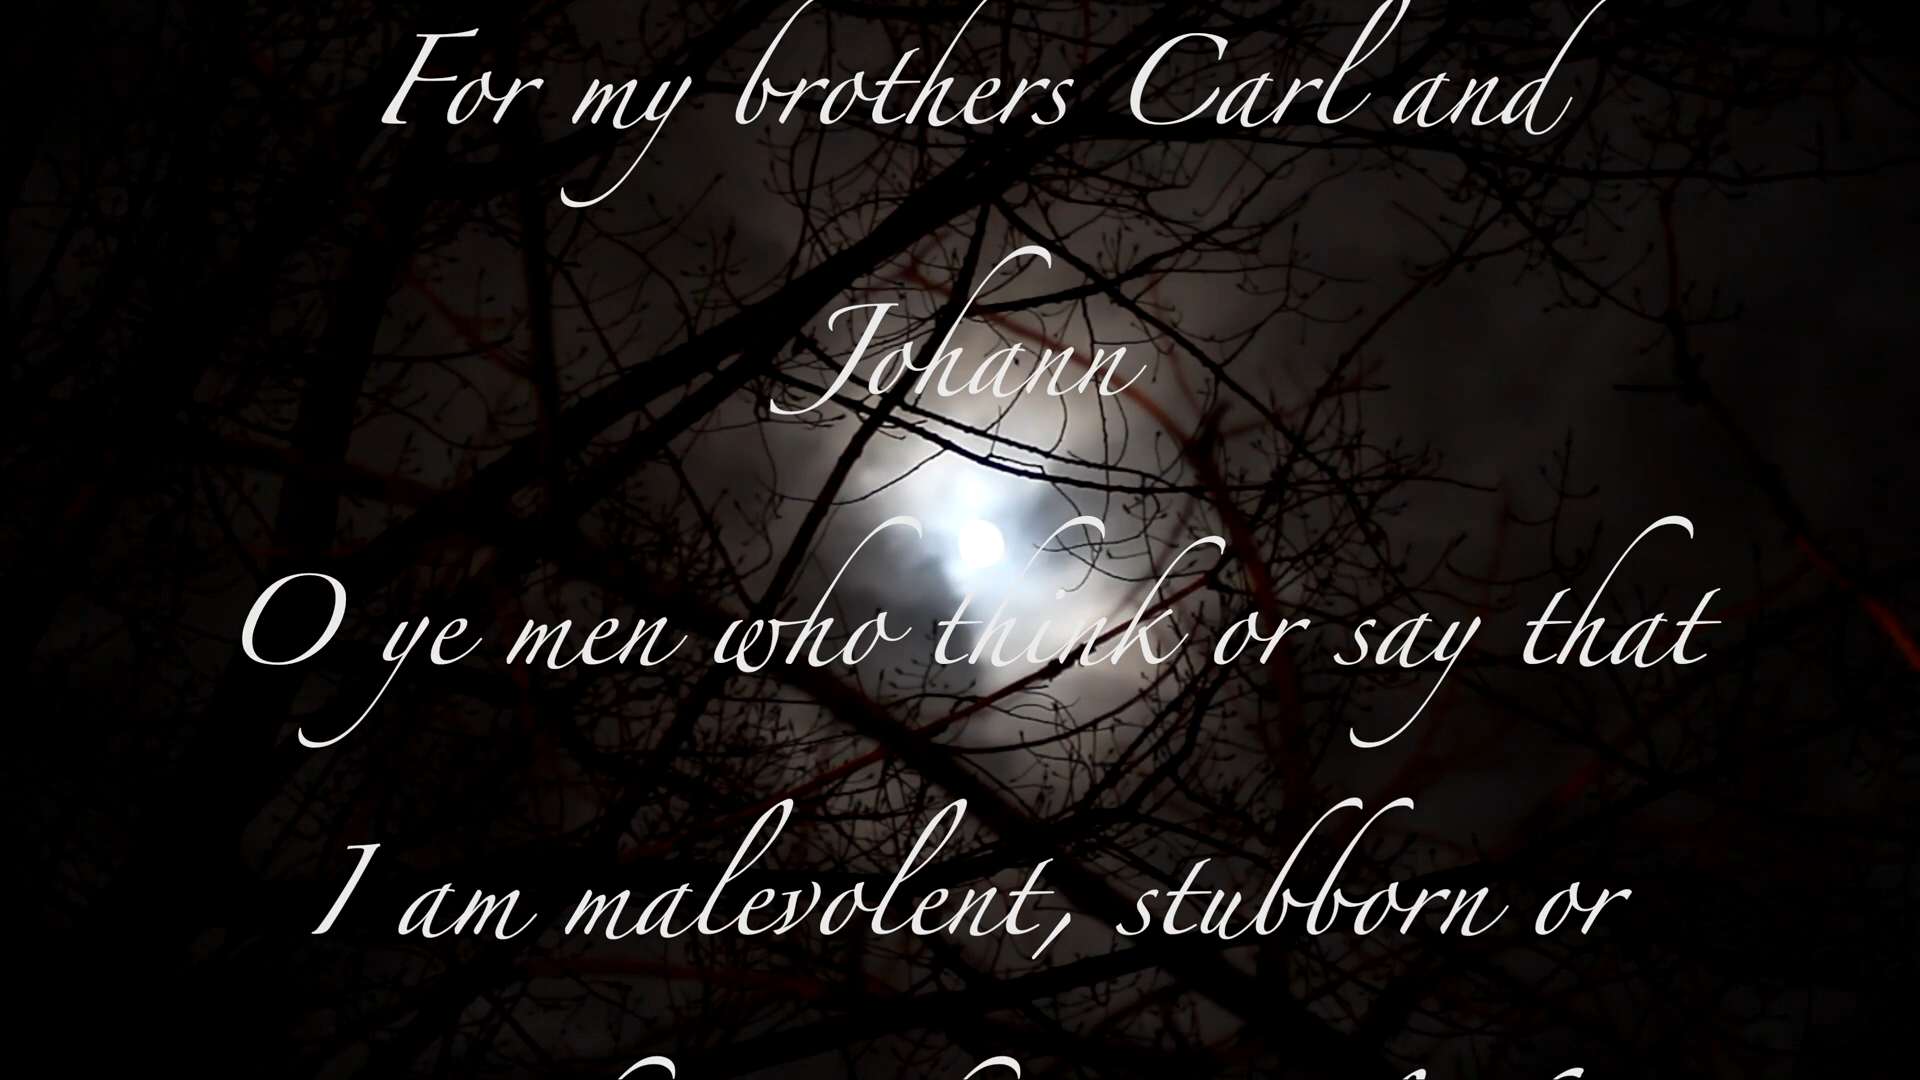 For my brothers Carl and
Johann
O ye men who think or say that
I am malevolent, stubborn or